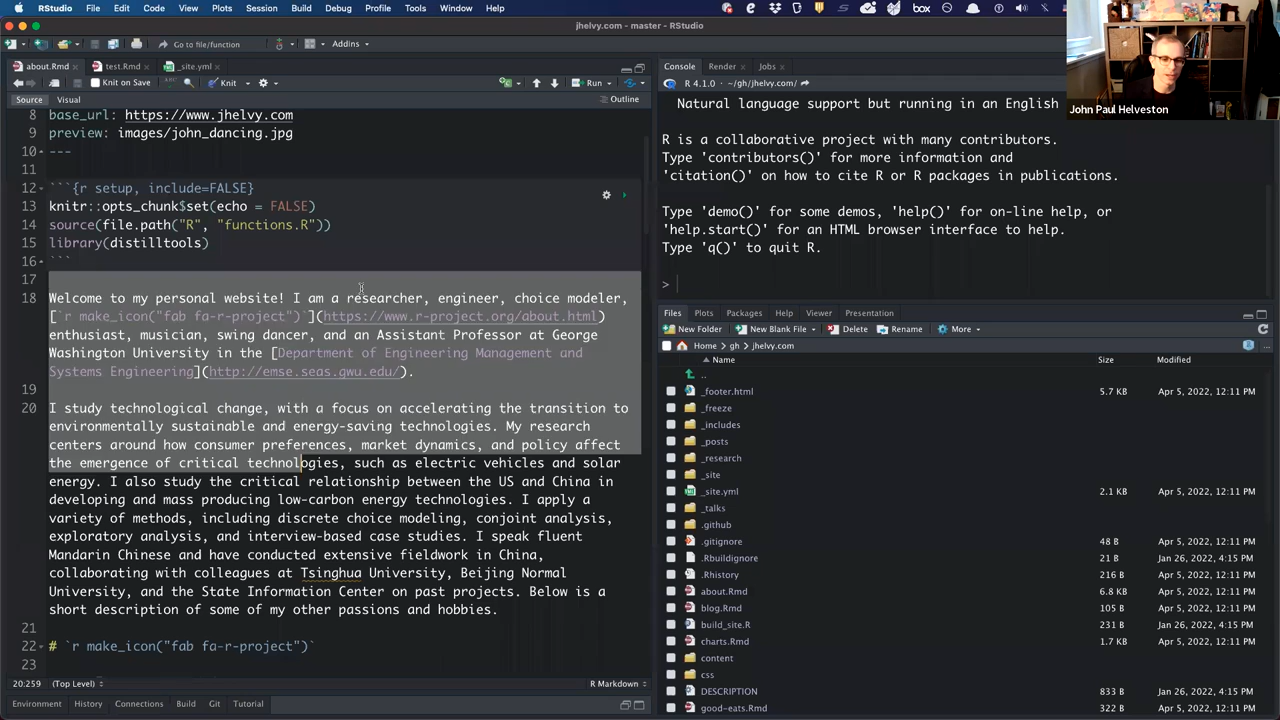 RStudio File Edit Code View Plots Session Build Debug Profile Tools Window Help
box
jhelvy.com - master - RStudio
Go to file/function Addins
about.Rmd test.Rmd _site.yml
Knit on Save Knit Run
Source Visual Outline
8 base_url: https://www.jhelvy.com
9 preview: images/john_dancing.jpg
10 ---
11
12 ```{r setup, include=FALSE}
13 knitr::opts_chunk$set(echo = FALSE)
14 source(file.path("R", "functions.R"))
15 library(distilltools)
16 ```
17
18 Welcome to my personal website! I am a researcher, engineer, choice modeler,
[`r make_icon("fab fa-r-project")`](https://www.r-project.org/about.html)
enthusiast, musician, swing dancer, and an Assistant Professor at George
Washington University in the [Department of Engineering Management and
Systems Engineering](http://emse.seas.gwu.edu/).
19
20 I study technological change, with a focus on accelerating the transition to
environmentally sustainable and energy-saving technologies. My research
centers around how consumer preferences, market dynamics, and policy affect
the emergence of critical technologies, such as electric vehicles and solar
energy. I also study the critical relationship between the US and China in
developing and mass producing low-carbon energy technologies. I apply a
variety of methods, including discrete choice modeling, conjoint analysis,
exploratory analysis, and interview-based case studies. I speak fluent
Mandarin Chinese and have conducted extensive fieldwork in China,
collaborating with colleagues at Tsinghua University, Beijing Normal
University, and the State Information Center on past projects. Below is a
short description of some of my other passions and hobbies.
21
22 # `r make_icon("fab fa-r-project")`
23
20:259 (Top Level) R Markdown
Environment History Connections Build Git Tutorial
Console Render Jobs
R 4.1.0 · ~/gh/jhelvy.com/
Natural language support but running in an English
R is a collaborative project with many contributors.
Type 'contributors()' for more information and
'citation()' on how to cite R or R packages in publications.
Type 'demo()' for some demos, 'help()' for on-line help, or
'help.start()' for an HTML browser interface to help.
Type 'q()' to quit R.
>
John Paul Helveston
Files Plots Packages Help Viewer Presentation
New Folder New Blank File Delete Rename More
Home gh jhelvy.com
Name Size Modified
..
_footer.html 5.7 KB Apr 5, 2022, 12:11 PM
_freeze
_includes
_posts
_research
_site
_site.yml 2.1 KB Apr 5, 2022, 12:11 PM
_talks
.github
.gitignore 48 B Apr 5, 2022, 12:11 PM
.Rbuildignore 21 B Jan 26, 2022, 4:15 PM
.Rhistory 216 B Apr 5, 2022, 12:11 PM
about.Rmd 6.8 KB Apr 5, 2022, 12:11 PM
blog.Rmd 105 B Jan 26, 2022, 4:15 PM
build_site.R 231 B Jan 26, 2022, 4:15 PM
charts.Rmd 1.7 KB Apr 5, 2022, 12:11 PM
content
css
DESCRIPTION 833 B Jan 26, 2022, 4:15 PM
good-eats.Rmd 322 B Apr 5, 2022, 12:11 PM